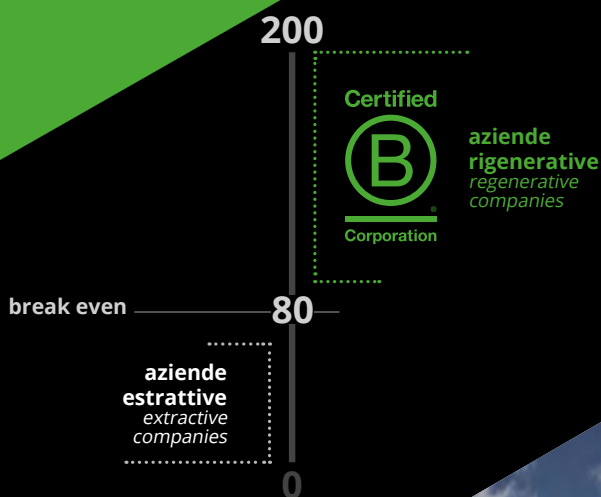 200
Certified
B
®
Corporation
aziende
rigenerative
regenerative
companies
break even
80
aziende
estrattive
extractive
companies
0